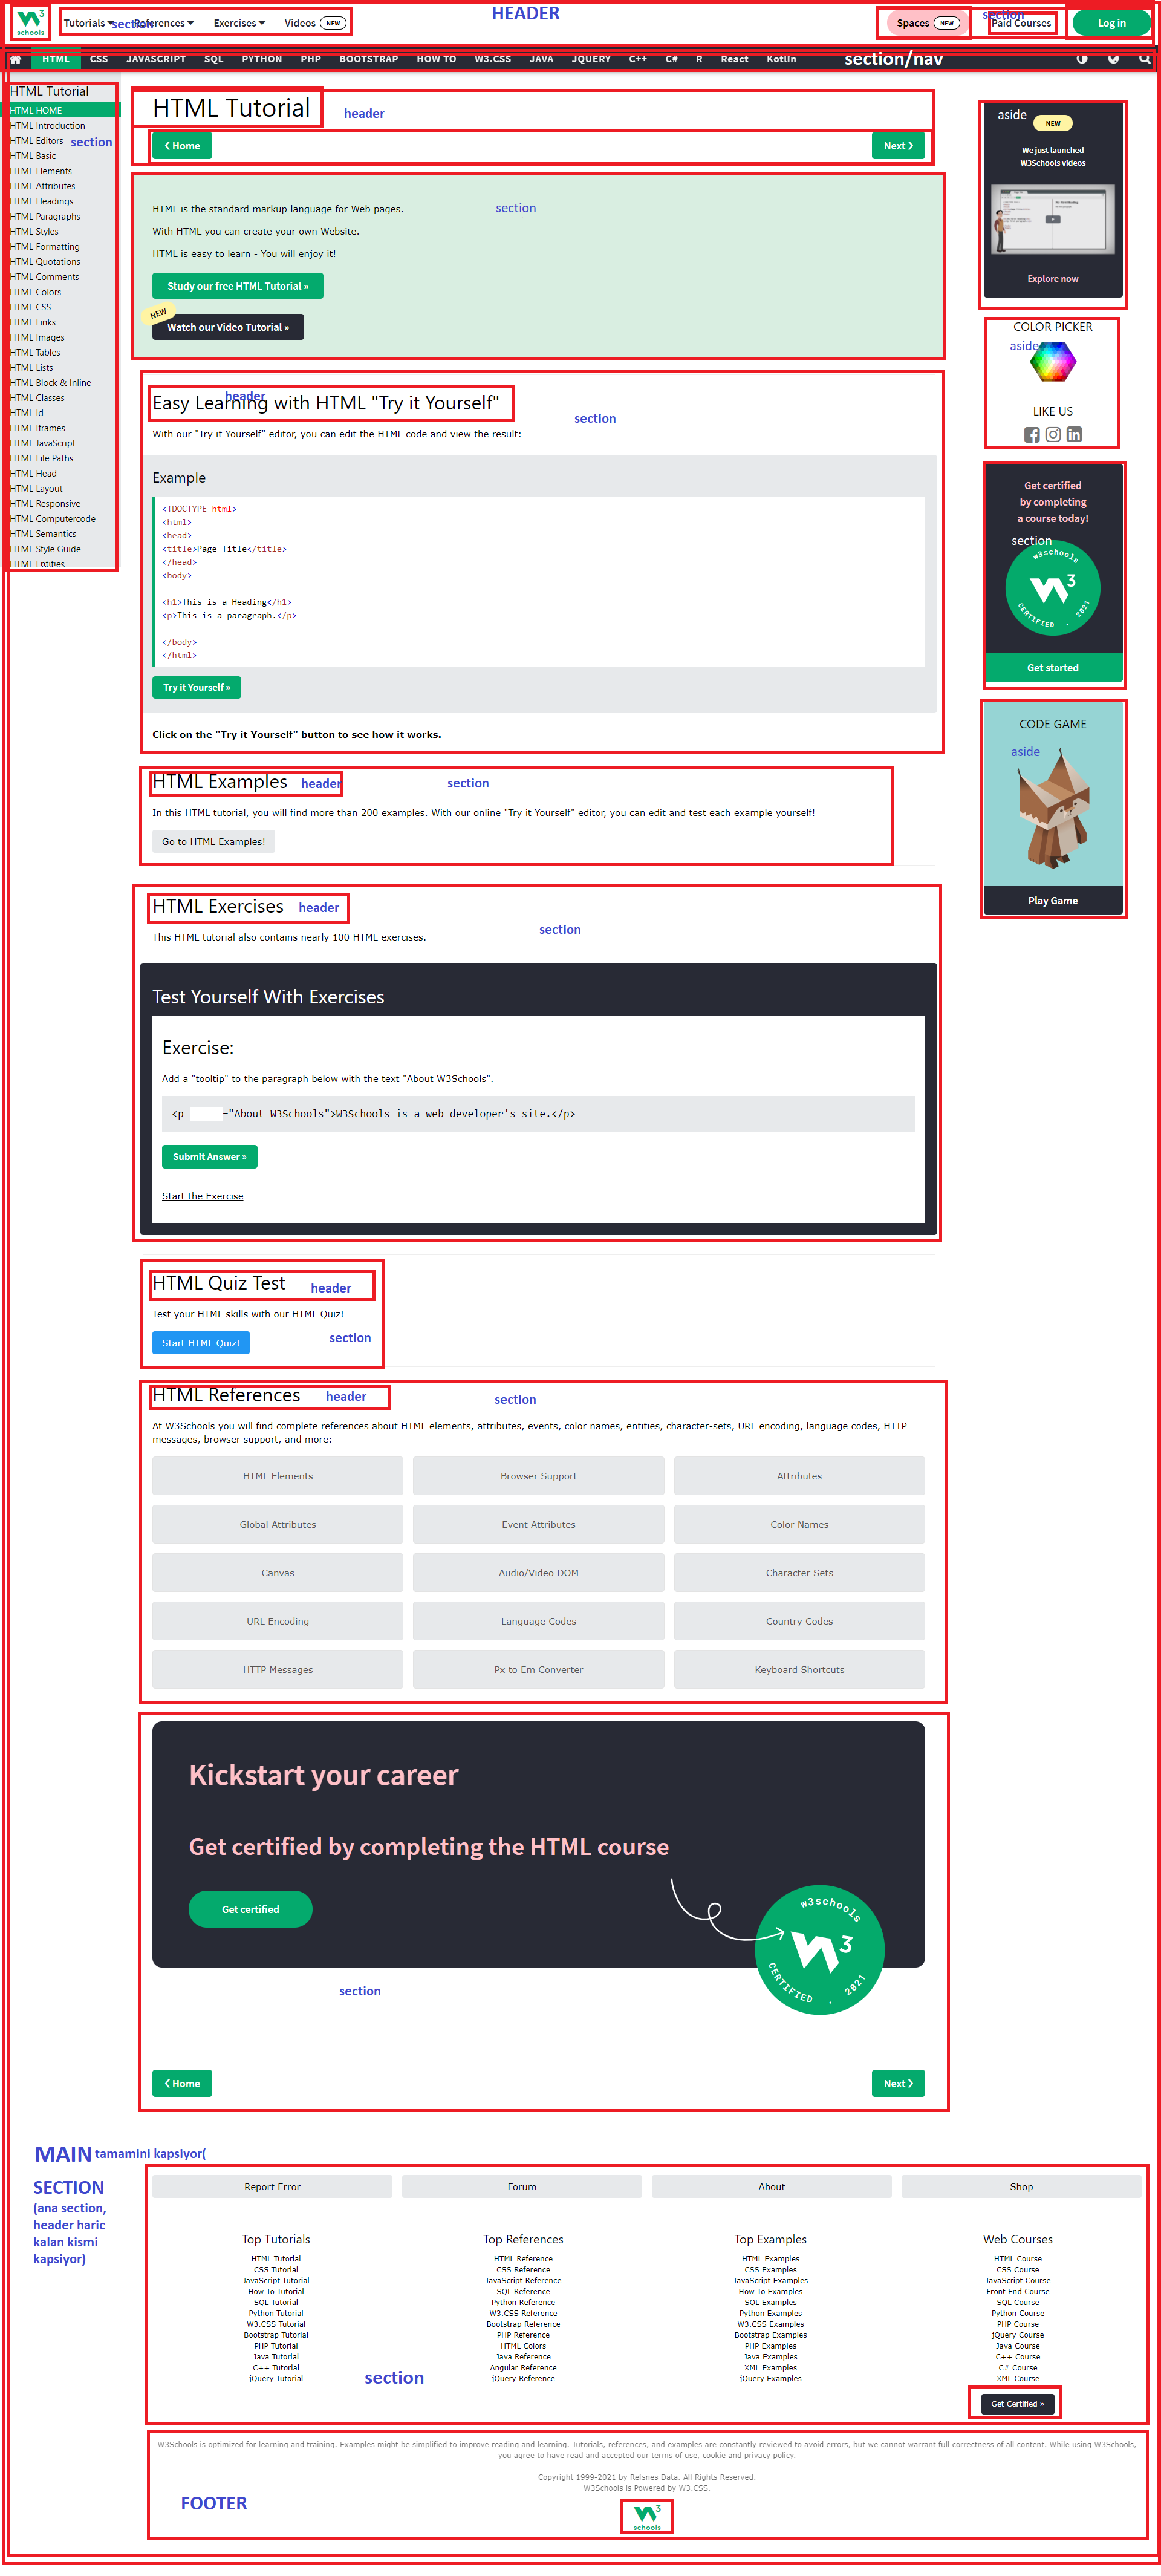 HEADER
3
schools
Tutorials
References
Exercises
Videos NEW
section
Spaces NEW
section
Paid Courses
Log in
HTML CSS JAVASCRIPT SQL PYTHON PHP BOOTSTRAP HOW TO W3.CSS JAVA JQUERY C++ C# R React Kotlin
section/nav
HTML Tutorial
HTML HOME
HTML Introduction
HTML Editors
section
HTML Basic
HTML Elements
HTML Attributes
HTML Headings
HTML Paragraphs
HTML Styles
HTML Formatting
HTML Quotations
HTML Comments
HTML Colors
HTML CSS
HTML Links
HTML Images
HTML Tables
HTML Lists
HTML Block & Inline
HTML Classes
HTML Id
HTML Iframes
HTML JavaScript
HTML File Paths
HTML Head
HTML Layout
HTML Responsive
HTML Computercode
HTML Semantics
HTML Style Guide
HTML Entities
HTML Tutorial
header
❮ Home
Next ❯
HTML is the standard markup language for Web pages.
section
With HTML you can create your own Website.
HTML is easy to learn - You will enjoy it!
Study our free HTML Tutorial »
NEW
Watch our Video Tutorial »
header
Easy Learning with HTML "Try it Yourself"
section
With our "Try it Yourself" editor, you can edit the HTML code and view the result:
Example
<!DOCTYPE html>
<html>
<head>
<title>Page Title</title>
</head>
<body>
<h1>This is a Heading</h1>
<p>This is a paragraph.</p>
</body>
</html>
Try it Yourself »
Click on the "Try it Yourself" button to see how it works.
HTML Examples
header
section
In this HTML tutorial, you will find more than 200 examples. With our online "Try it Yourself" editor, you can edit and test each example yourself!
Go to HTML Examples!
HTML Exercises
header
section
This HTML tutorial also contains nearly 100 HTML exercises.
Test Yourself With Exercises
Exercise:
Add a "tooltip" to the paragraph below with the text "About W3Schools".
<p ="About W3Schools">W3Schools is a web developer's site.</p>
Submit Answer »
Start the Exercise
HTML Quiz Test
header
Test your HTML skills with our HTML Quiz!
Start HTML Quiz!
section
HTML References
header
section
At W3Schools you will find complete references about HTML elements, attributes, events, color names, entities, character-sets, URL encoding, language codes, HTTP
messages, browser support, and more:
HTML Elements
Browser Support
Attributes
Global Attributes
Event Attributes
Color Names
Canvas
Audio/Video DOM
Character Sets
URL Encoding
Language Codes
Country Codes
HTTP Messages
Px to Em Converter
Keyboard Shortcuts
Kickstart your career
Get certified by completing the HTML course
Get certified
w3schools
3
CERTIFIED . 2021
section
❮ Home
Next ❯
aside
NEW
We just launched
W3Schools videos
Explore now
COLOR PICKER
aside
LIKE US
Get certified
by completing
a course today!
section
w3schools
3
CERTIFIED . 2021
Get started
CODE GAME
aside
Play Game
MAIN tamamini kapsiyor(
SECTION
(ana section,
header haric
kalan kismi
kapsiyor)
Report Error
Forum
About
Shop
Top Tutorials
HTML Tutorial
CSS Tutorial
JavaScript Tutorial
How To Tutorial
SQL Tutorial
Python Tutorial
W3.CSS Tutorial
Bootstrap Tutorial
PHP Tutorial
Java Tutorial
C++ Tutorial
jQuery Tutorial
Top References
HTML Reference
CSS Reference
JavaScript Reference
SQL Reference
Python Reference
W3.CSS Reference
Bootstrap Reference
PHP Reference
HTML Colors
Java Reference
Angular Reference
jQuery Reference
Top Examples
HTML Examples
CSS Examples
JavaScript Examples
How To Examples
SQL Examples
Python Examples
W3.CSS Examples
Bootstrap Examples
PHP Examples
Java Examples
XML Examples
jQuery Examples
Web Courses
HTML Course
CSS Course
JavaScript Course
Front End Course
SQL Course
Python Course
PHP Course
jQuery Course
Java Course
C++ Course
C# Course
XML Course
Get Certified »
section
W3Schools is optimized for learning and training. Examples might be simplified to improve reading and learning. Tutorials, references, and examples are constantly reviewed to avoid errors, but we cannot warrant full correctness of all content. While using W3Schools,
you agree to have read and accepted our terms of use, cookie and privacy policy.
Copyright 1999-2021 by Refsnes Data. All Rights Reserved.
W3Schools is Powered by W3.CSS.
FOOTER
3
schools